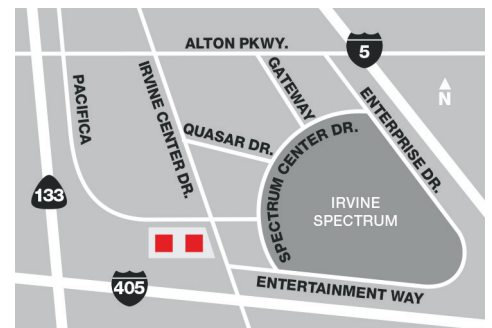 ALTON PKWY.
5
PACIFICA
IRVINE CENTER DR.
GATEWAY
ENTERPRISE DR.
N
QUASAR DR.
SPECTRUM CENTER DR.
133
IRVINE
SPECTRUM
405
ENTERTAINMENT WAY